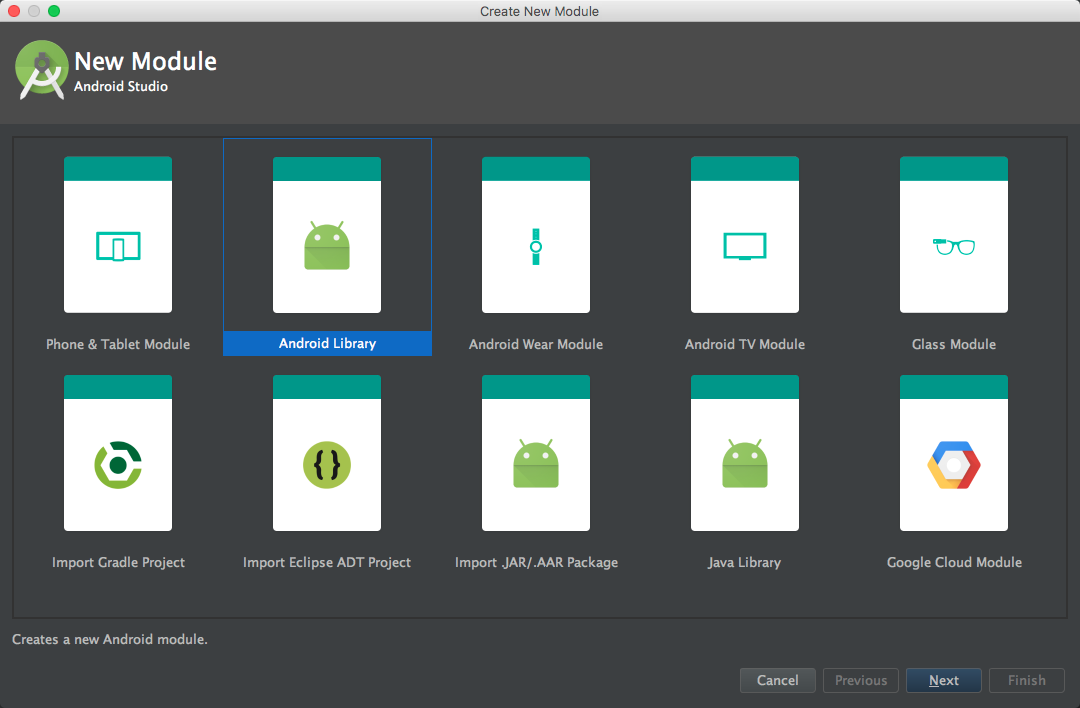 Create New Module
New Module
Android Studio
Phone & Tablet Module
Android Library
Android Wear Module
Android TV Module
Glass Module
{}
Import Gradle Project
Import Eclipse ADT Project
Import .JAR/.AAR Package
Java Library
Google Cloud Module
Creates a new Android module.
Cancel
Previous
Next
Finish